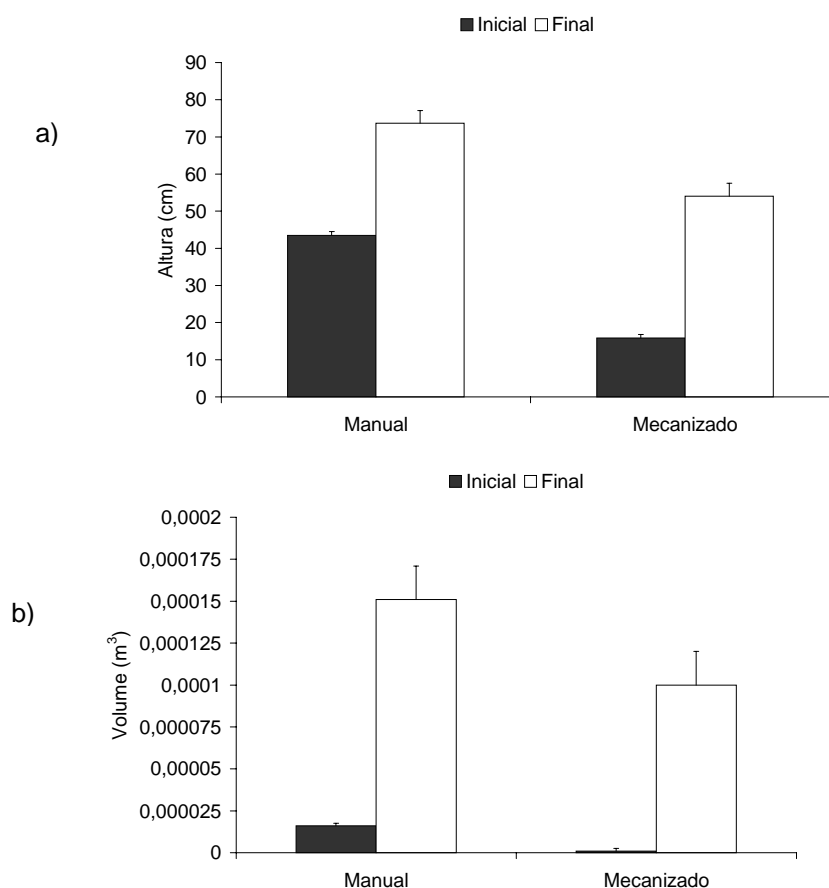 Inicial Final
a)
Altura (cm)
90
80
70
60
50
40
30
20
10
0
Manual Mecanizado
Inicial Final
b)
Volume (m³)
0,0002
0,000175
0,00015
0,000125
0,0001
0,000075
0,00005
0,000025
0
Manual Mecanizado